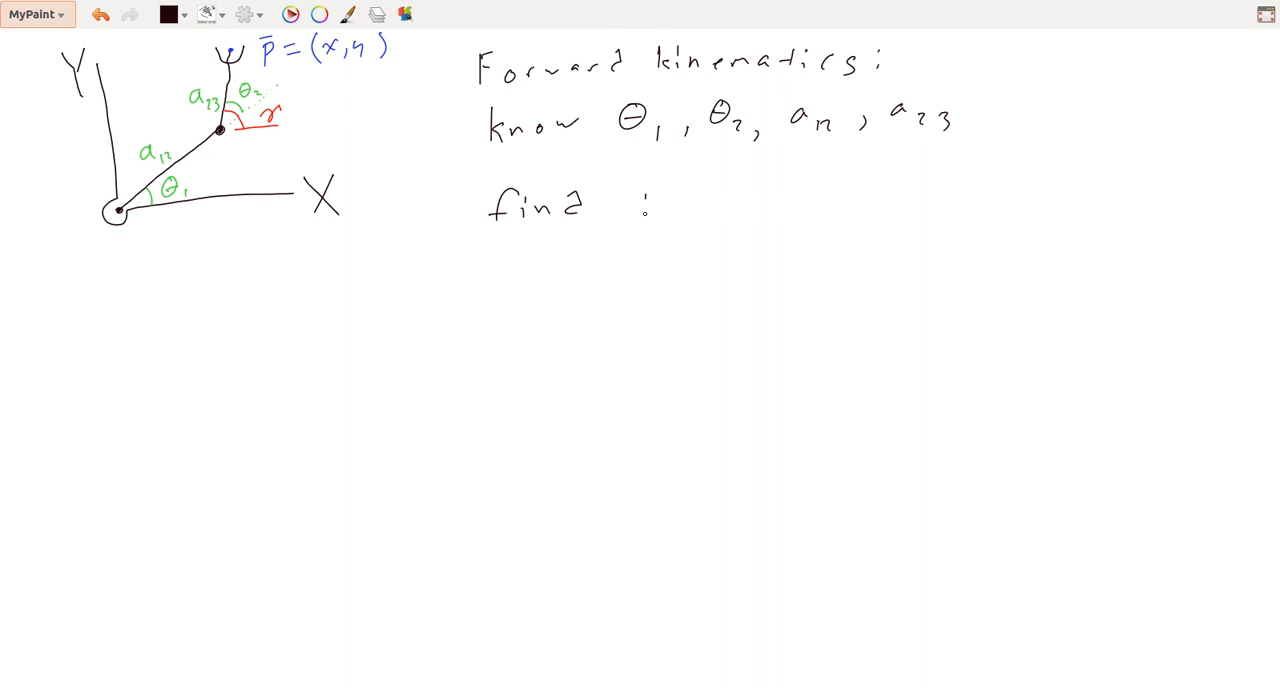 MyPaint
Y
p̄ = (x,y)
a₂₃ θ₂
γ
a₁₂
θ₁
X
Forward kinematics:
know θ₁, θ₂, a₁₂, a₂₃
find :